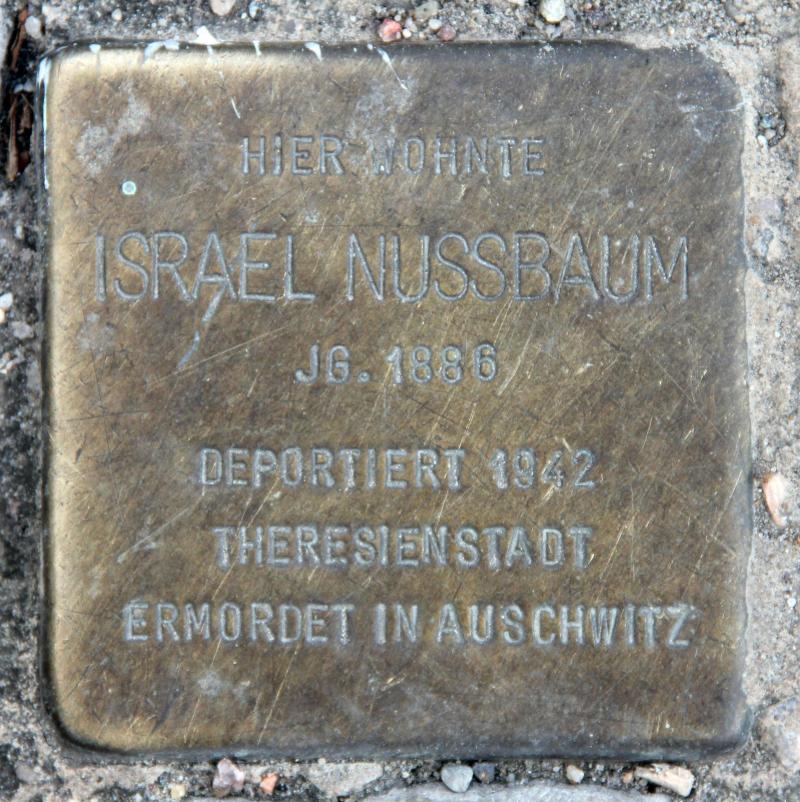 HIER WOHNTE
ISRAEL NUSSBAUM
JG. 1886
DEPORTIERT 1942
THERESIENSTADT
ERMORDET IN AUSCHWITZ